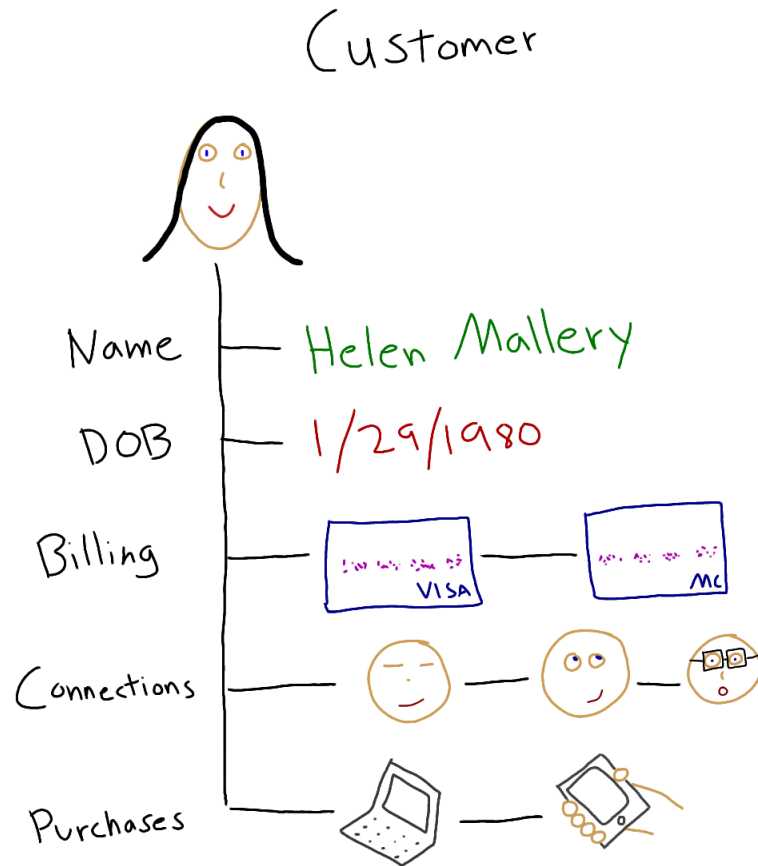 Customer
Name Helen Mallery
DOB 1/29/1980
Billing VISA MC
Connections
Purchases